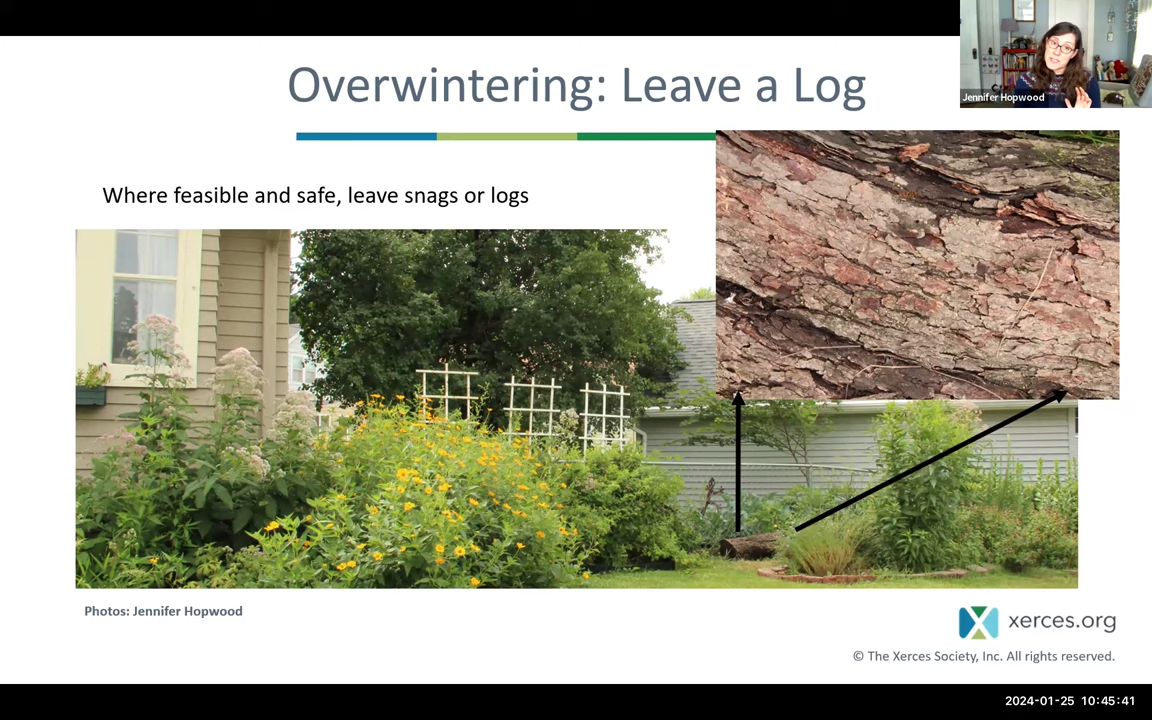 Overwintering: Leave a Log
Jennifer Hopwood
Where feasible and safe, leave snags or logs
Photos: Jennifer Hopwood
xerces.org
© The Xerces Society, Inc. All rights reserved.
2024-01-25 10:45:41